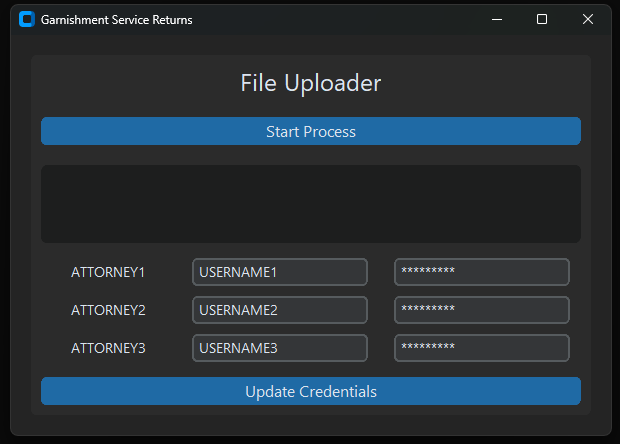 Garnishment Service Returns
File Uploader
Start Process
ATTORNEY1 USERNAME1 *********
ATTORNEY2 USERNAME2 *********
ATTORNEY3 USERNAME3 *********
Update Credentials